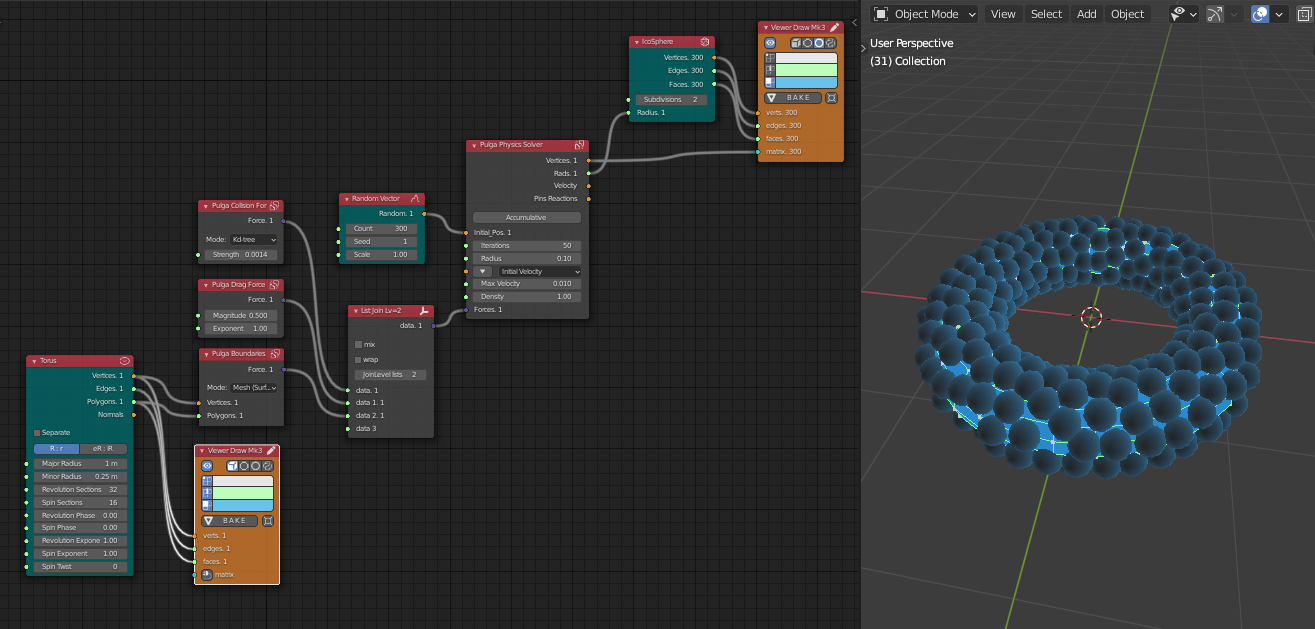 Torus
Vertices. 1
Edges. 1
Polygons. 1
Normals
Separate
R : r
eR : iR
Major Radius 1 m
Minor Radius 0.25 m
Revolution Sections 32
Spin Sections 16
Revolution Phase 0.00
Spin Phase 0.00
Revolution Expone 1.00
Spin Exponent 1.00
Spin Twist 0
Pulga Collsion For
Force. 1
Mode: Kd-tree
Strength 0.0014
Pulga Drag Force
Force. 1
Magnitude 0.500
Exponent 1.00
Pulga Boundaries
Force. 1
Mode: Mesh (Surf...
Vertices. 1
Polygons. 1
Viewer Draw Mk3
BAKE
verts. 1
edges. 1
faces. 1
matrix
Random Vector
Random. 1
Count 300
Seed 1
Scale 1.00
List Join Lv=2
data. 1
mix
wrap
JoinLevel lists 2
data. 1
data 1. 1
data 2. 1
data 3
Pulga Physics Solver
Vertices. 1
Rads. 1
Velocity
Pins Reactions
Accumulative
Initial_Pos. 1
Iterations 50
Radius 0.10
Initial Velocity
Max Velocity 0.010
Density 1.00
Forces. 1
IcoSphere
Vertices. 300
Edges. 300
Faces. 300
Subdivisions 2
Radius. 1
Viewer Draw Mk3
BAKE
verts. 300
edges. 300
faces. 300
matrix. 300
Object Mode View Select Add Object
User Perspective
(31) Collection